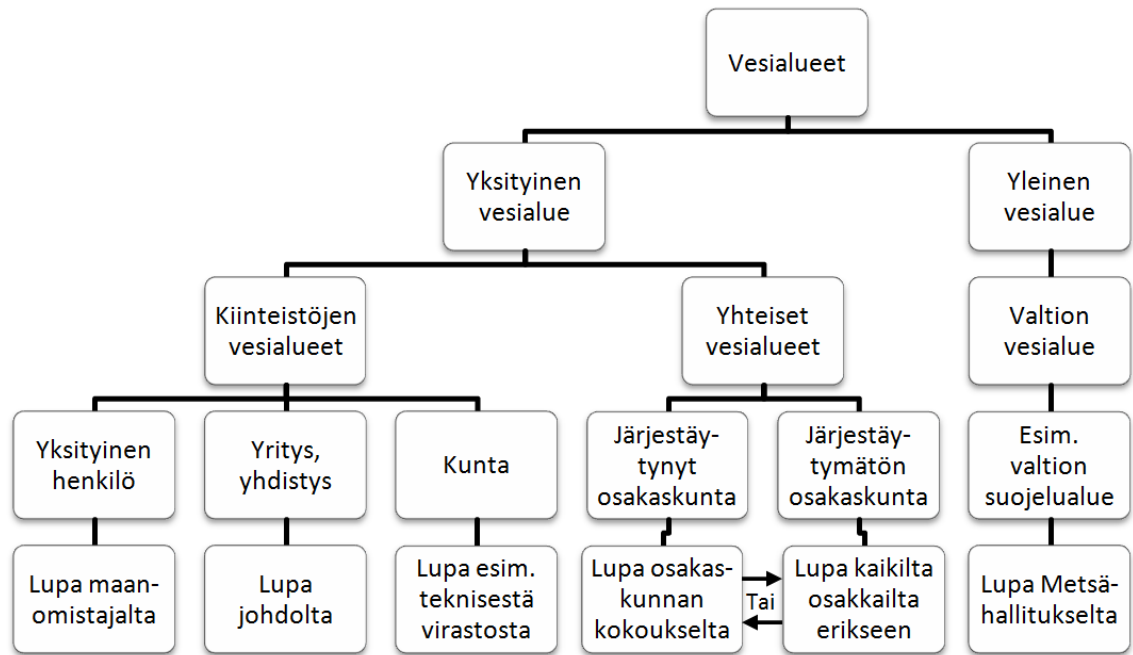 Vesialueet
Yksityinen
vesialue
Yleinen
vesialue
Kiinteistöjen
vesialueet
Yhteiset
vesialueet
Valtion
vesialue
Yksityinen
henkilö
Yritys,
yhdistys
Kunta
Järjestäy-
tynyt
osakaskunta
Järjestäy-
tymätön
osakaskunta
Esim.
valtion
suojelualue
Lupa maan-
omistajalta
Lupa
johdolta
Lupa esim.
teknisestä
virastosta
Lupa osakas-
kunnan
kokoukselta
Tai
Lupa kaikilta
osakkailta
erikseen
Lupa Metsä-
hallitukselta